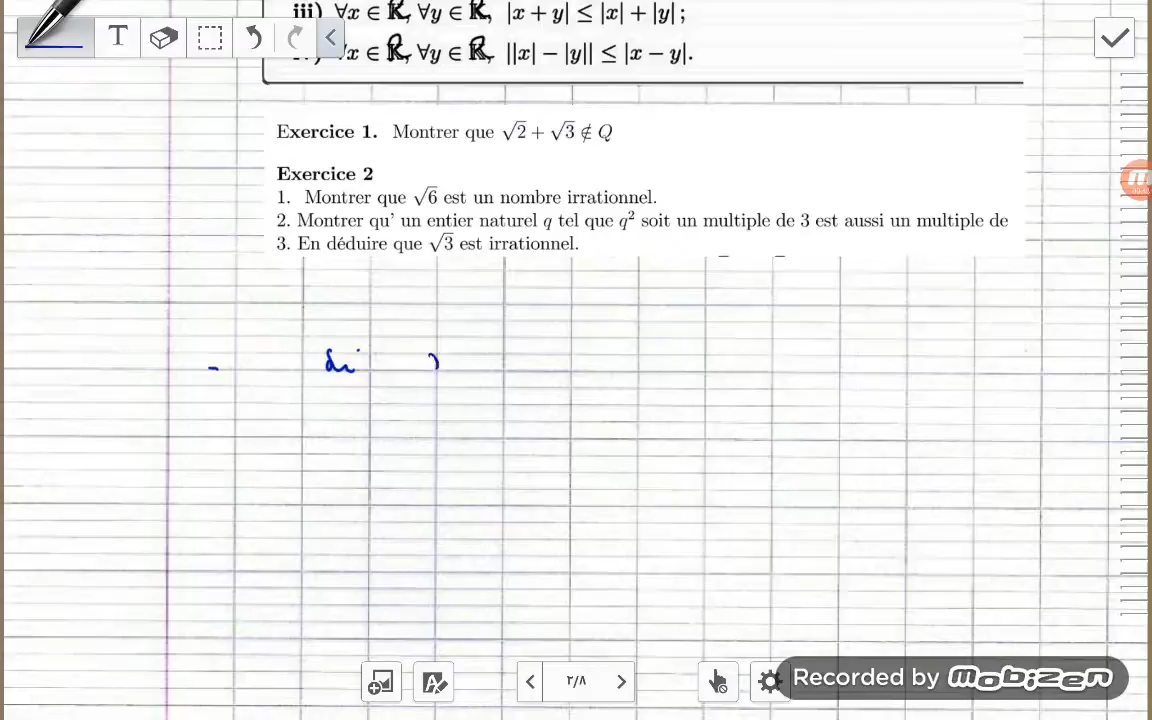 iii) ∀x ∈ ℝ, ∀y ∈ ℝ, |x + y| ≤ |x| + |y| ;
∀x ∈ ℝ, ∀y ∈ ℝ, ||x| − |y|| ≤ |x − y|.
T
Exercice 1. Montrer que √2 + √3 ∉ Q
Exercice 2
1. Montrer que √6 est un nombre irrationnel.
2. Montrer qu' un entier naturel q tel que q² soit un multiple de 3 est aussi un multiple de
3. En déduire que √3 est irrationnel.
٢/٨
Recorded by mobizen